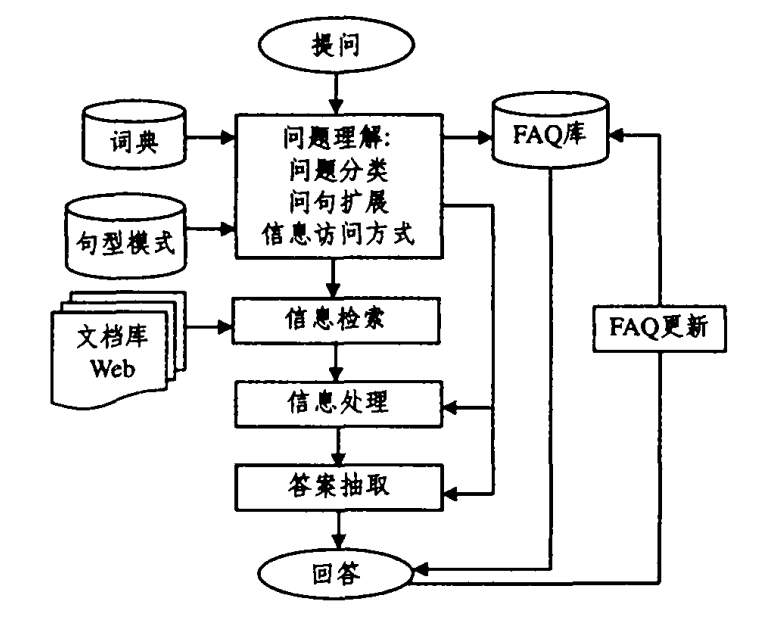 提问
词典
问题理解:
问题分类
问句扩展
信息访问方式
FAQ库
句型模式
信息检索
文档库
Web
FAQ更新
信息处理
答案抽取
回答